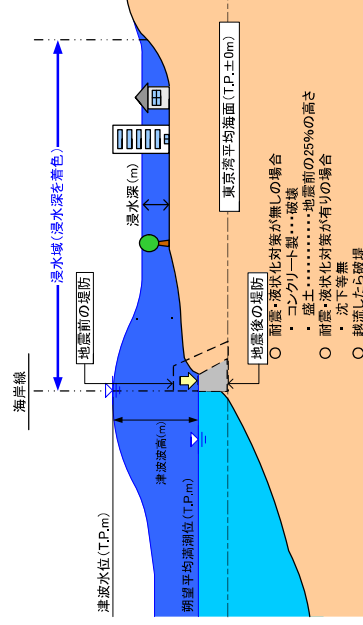 海岸線
浸水域(浸水深を着色)
津波水位(T.P.m)
地震前の堤防
浸水深(m)
津波波高(m)
朔望平均満潮位(T.P.m)
東京湾平均海面(T.P.±0m)
地震後の堤防
○ 耐震・液状化対策が無しの場合
・ コンクリート製・・・破壊
・ 盛土・・・・・・・・・・・・地震前の25%の高さ
○ 耐震・液状化対策が有りの場合
・ 沈下等無
○ 越流したら破堤